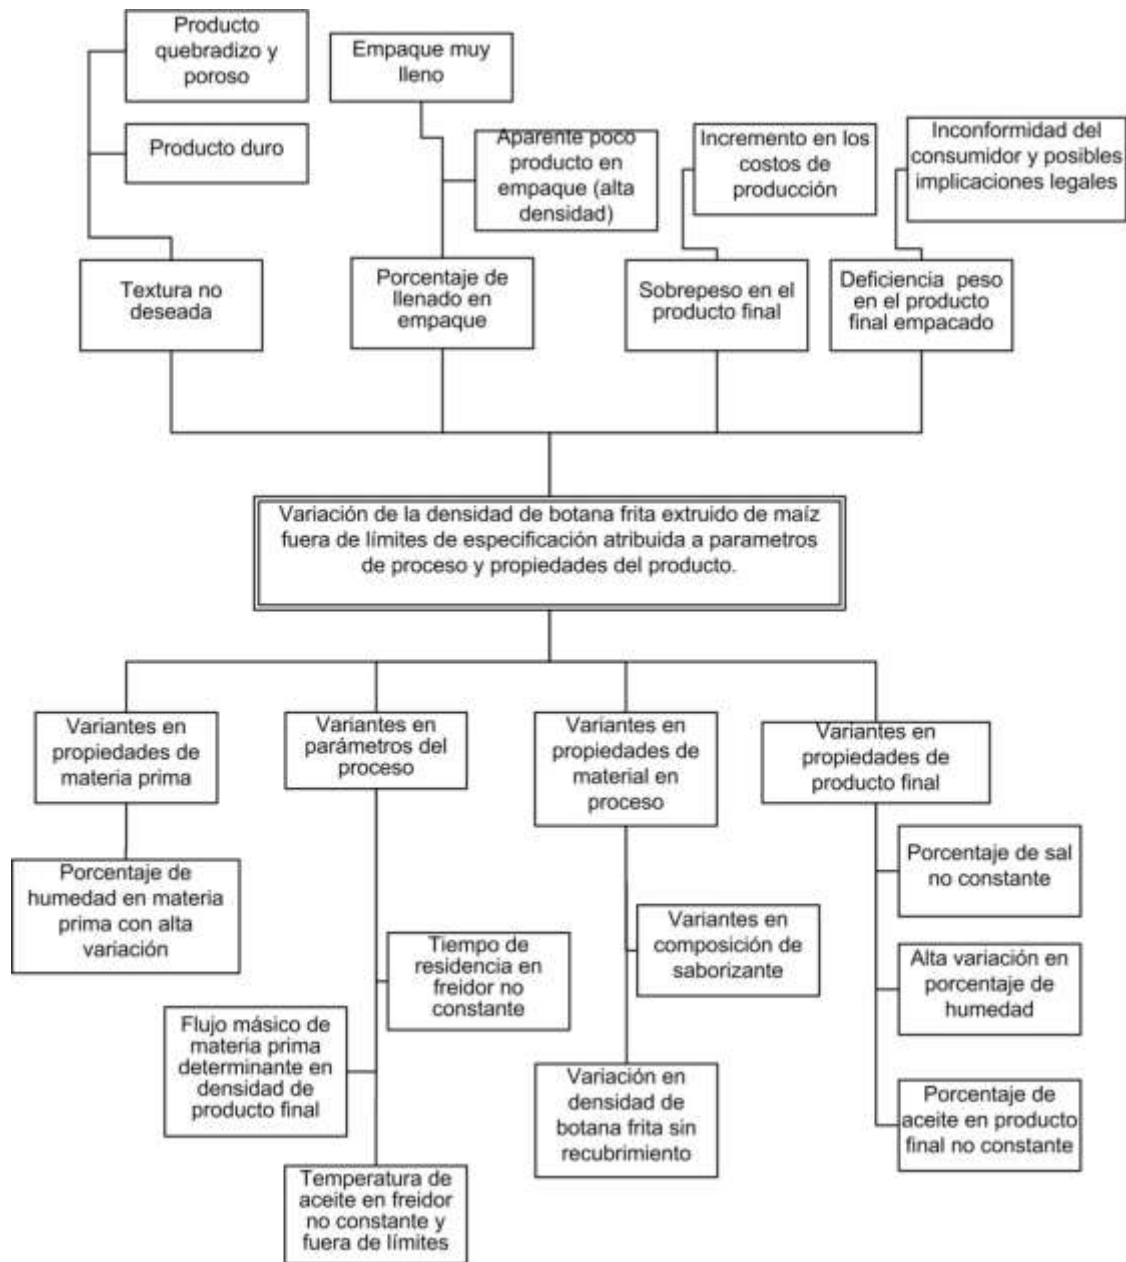 Producto
quebradizo y
poroso
Empaque muy
lleno
Producto duro
Aparente poco
producto en
empaque (alta
densidad)
Incremento en los
costos de
producción
Inconformidad del
consumidor y posibles
implicaciones legales
Textura no
deseada
Porcentaje de
llenado en
empaque
Sobrepeso en el
producto final
Deficiencia peso
en el producto
final empacado
Variación de la densidad de botana frita extruido de maíz
fuera de límites de especificación atribuida a parametros
de proceso y propiedades del producto.
Variantes en
propiedades de
materia prima
Variantes en
parámetros del
proceso
Variantes en
propiedades de
material en
proceso
Variantes en
propiedades de
producto final
Porcentaje de
humedad en materia
prima con alta
variación
Tiempo de
residencia en
freidor no
constante
Flujo másico de
materia prima
determinante en
densidad de
producto final
Temperatura de
aceite en freidor
no constante y
fuera de límites
Variantes en
composición de
saborizante
Variación en
densidad de
botana frita sin
recubrimiento
Porcentaje de sal
no constante
Alta variación en
porcentaje de
humedad
Porcentaje de
aceite en producto
final no constante